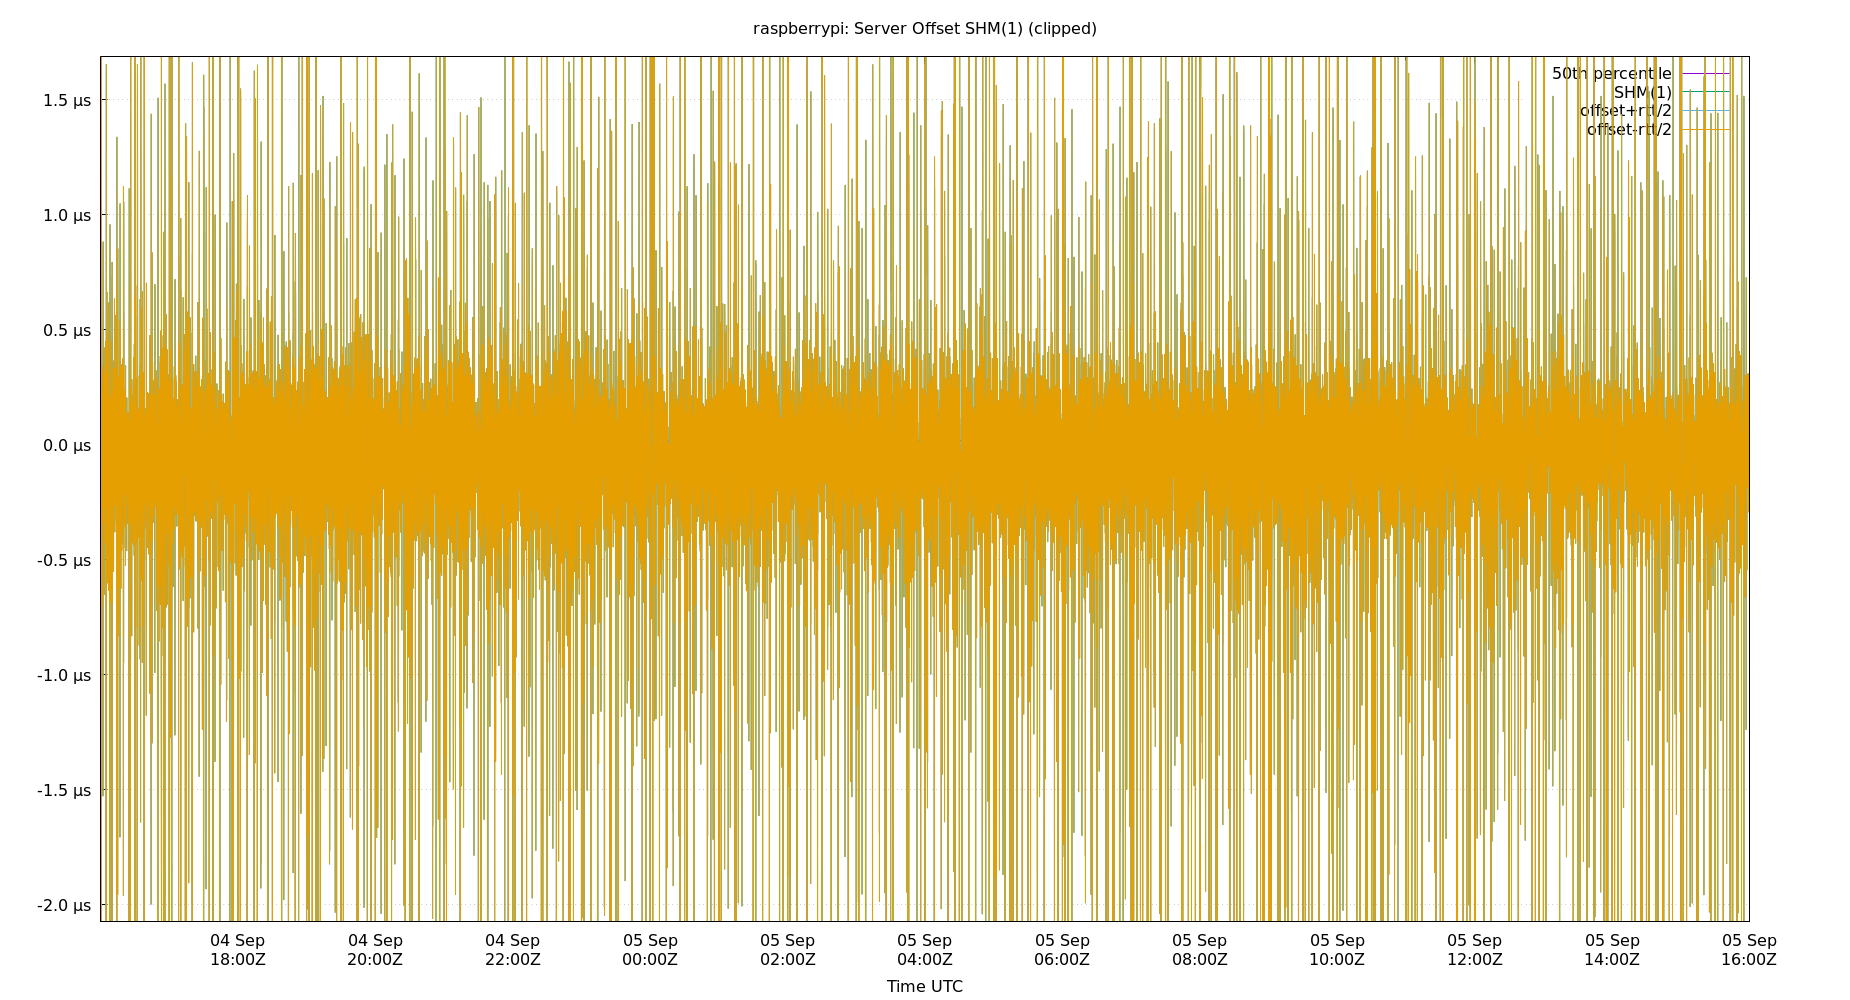 raspberrypi: Server Offset SHM(1) (clipped)
50th percentile
SHM(1)
offset+rtt/2
offset-rtt/2
1.5 µs
1.0 µs
0.5 µs
0.0 µs
-0.5 µs
-1.0 µs
-1.5 µs
-2.0 µs
04 Sep 04 Sep 04 Sep 05 Sep 05 Sep 05 Sep 05 Sep 05 Sep 05 Sep 05 Sep 05 Sep 05 Sep
18:00Z 20:00Z 22:00Z 00:00Z 02:00Z 04:00Z 06:00Z 08:00Z 10:00Z 12:00Z 14:00Z 16:00Z
Time UTC